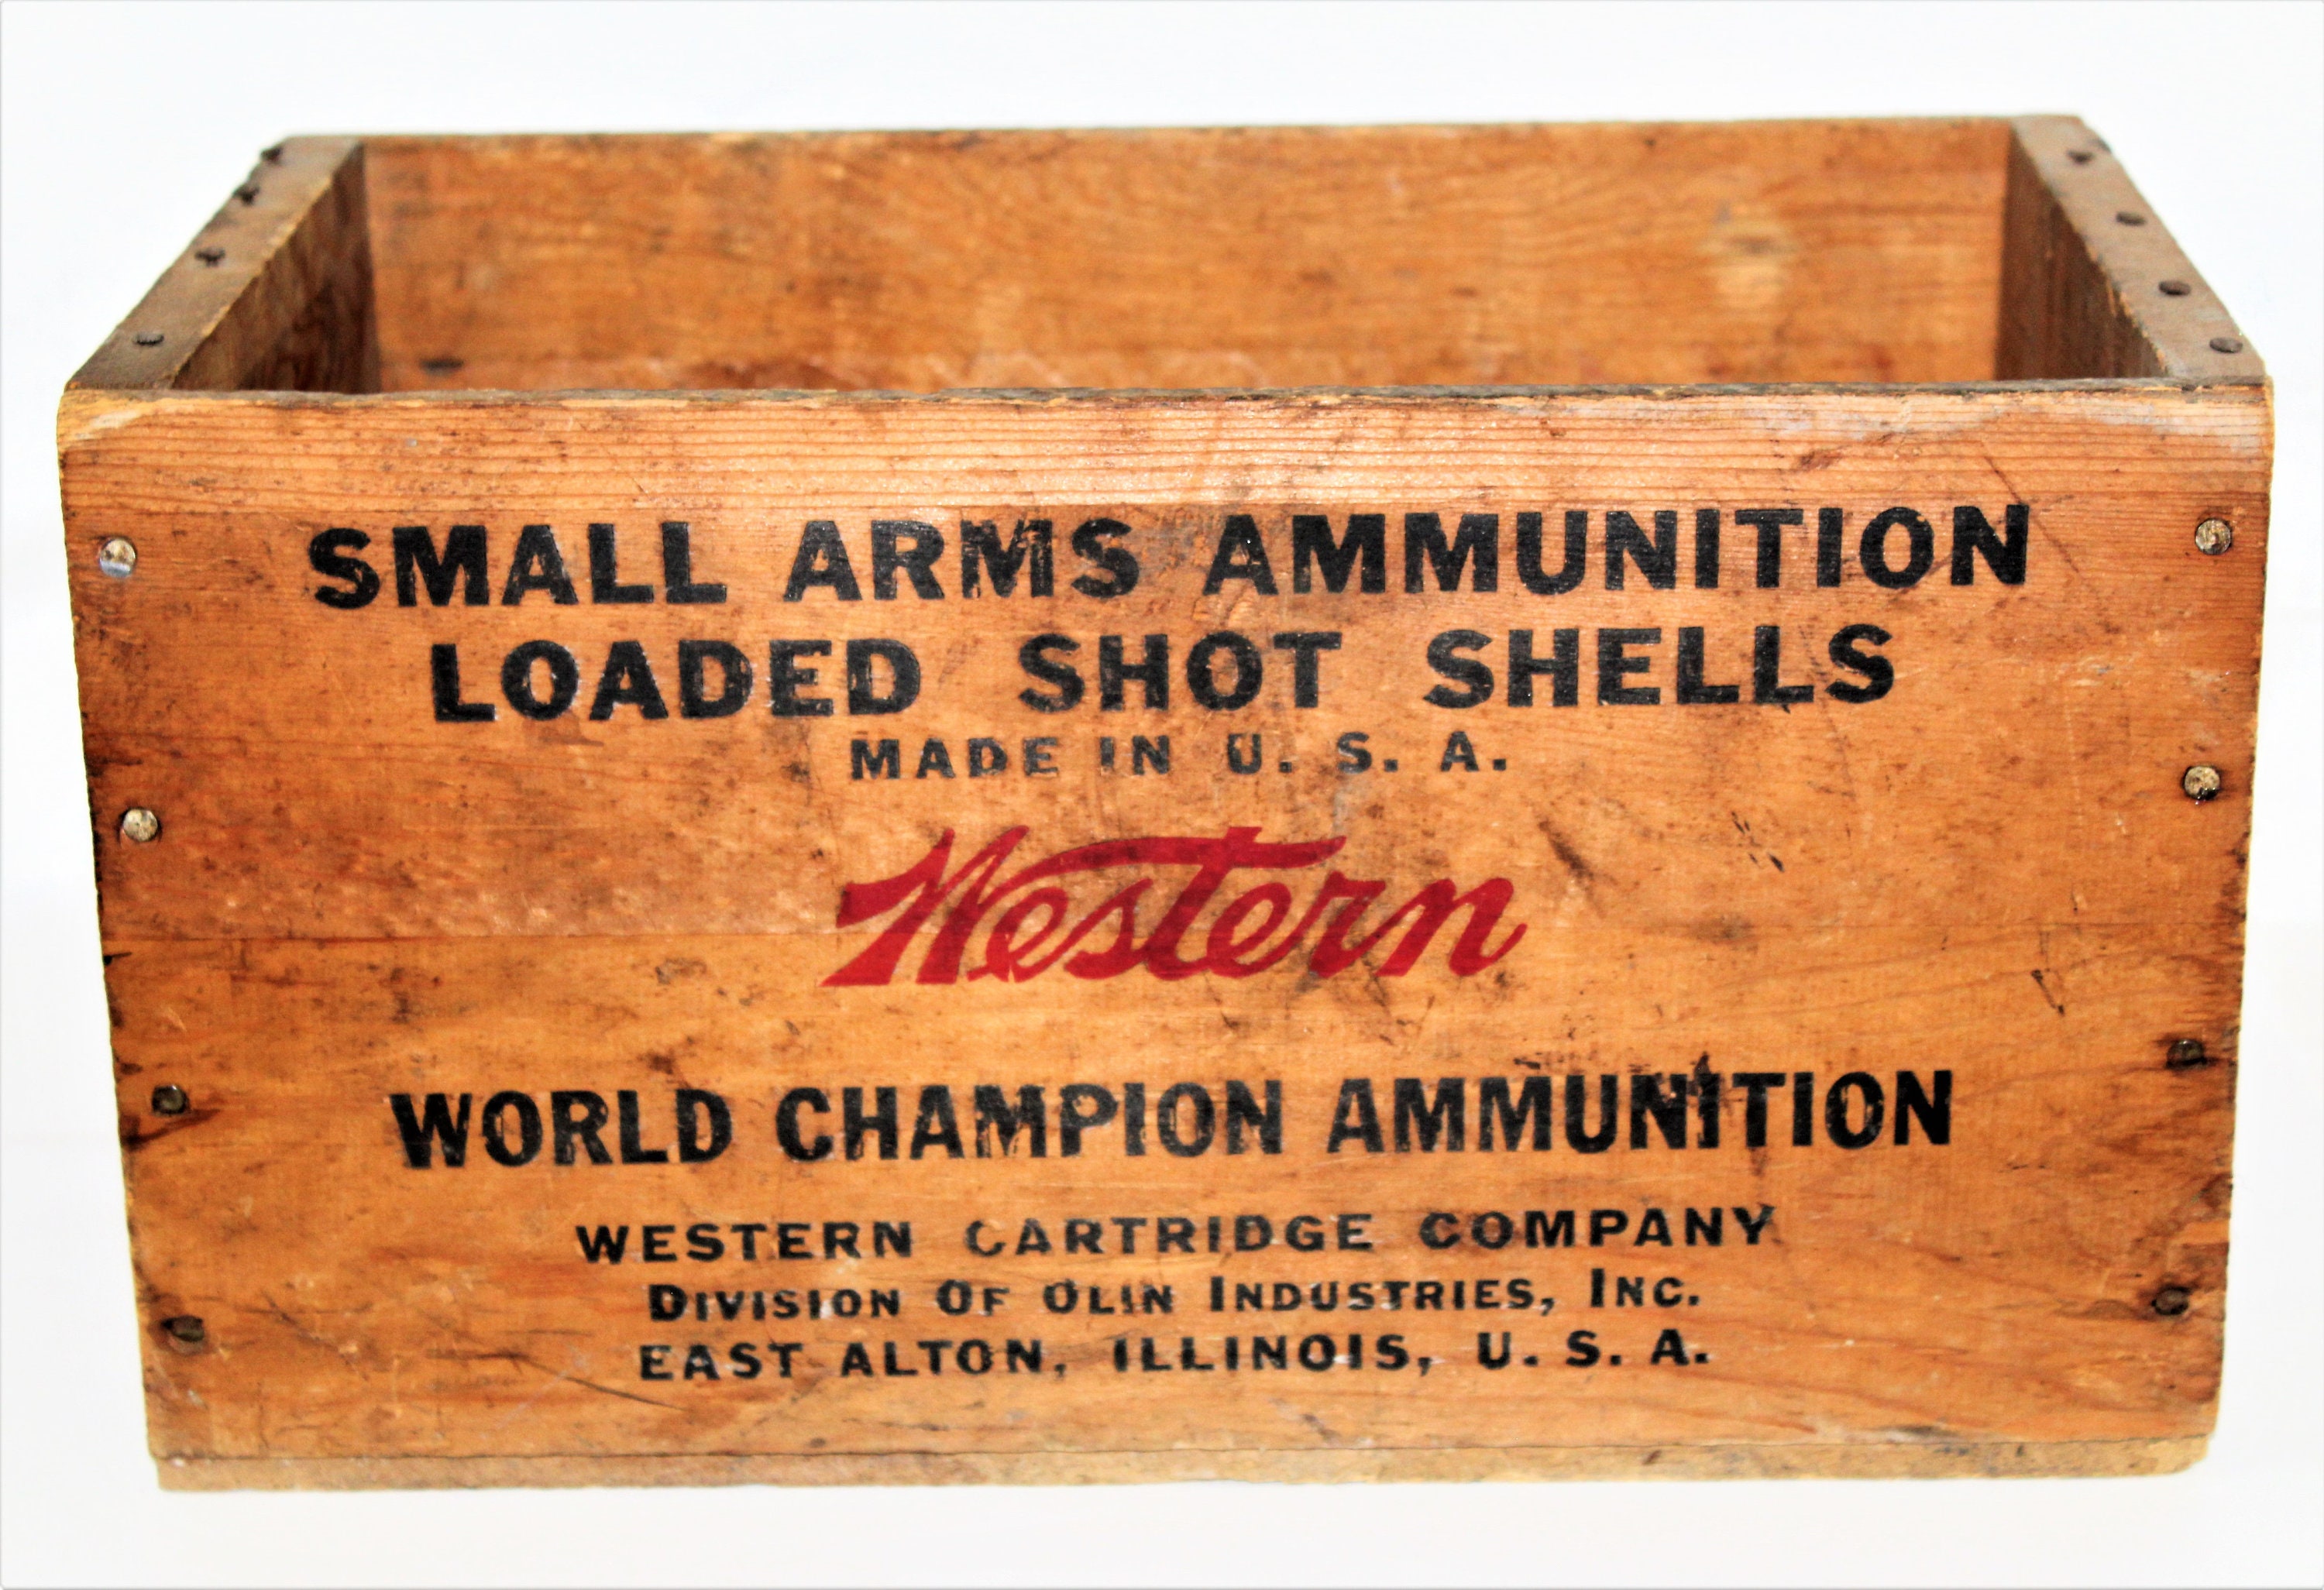 SMALL ARMS AMMUNITION
LOADED SHOT SHELLS
MADE IN U. S. A.
Western
WORLD CHAMPION AMMUNITION
WESTERN CARTRIDGE COMPANY
DIVISION OF OLIN INDUSTRIES, INC.
EAST ALTON, ILLINOIS, U. S. A.